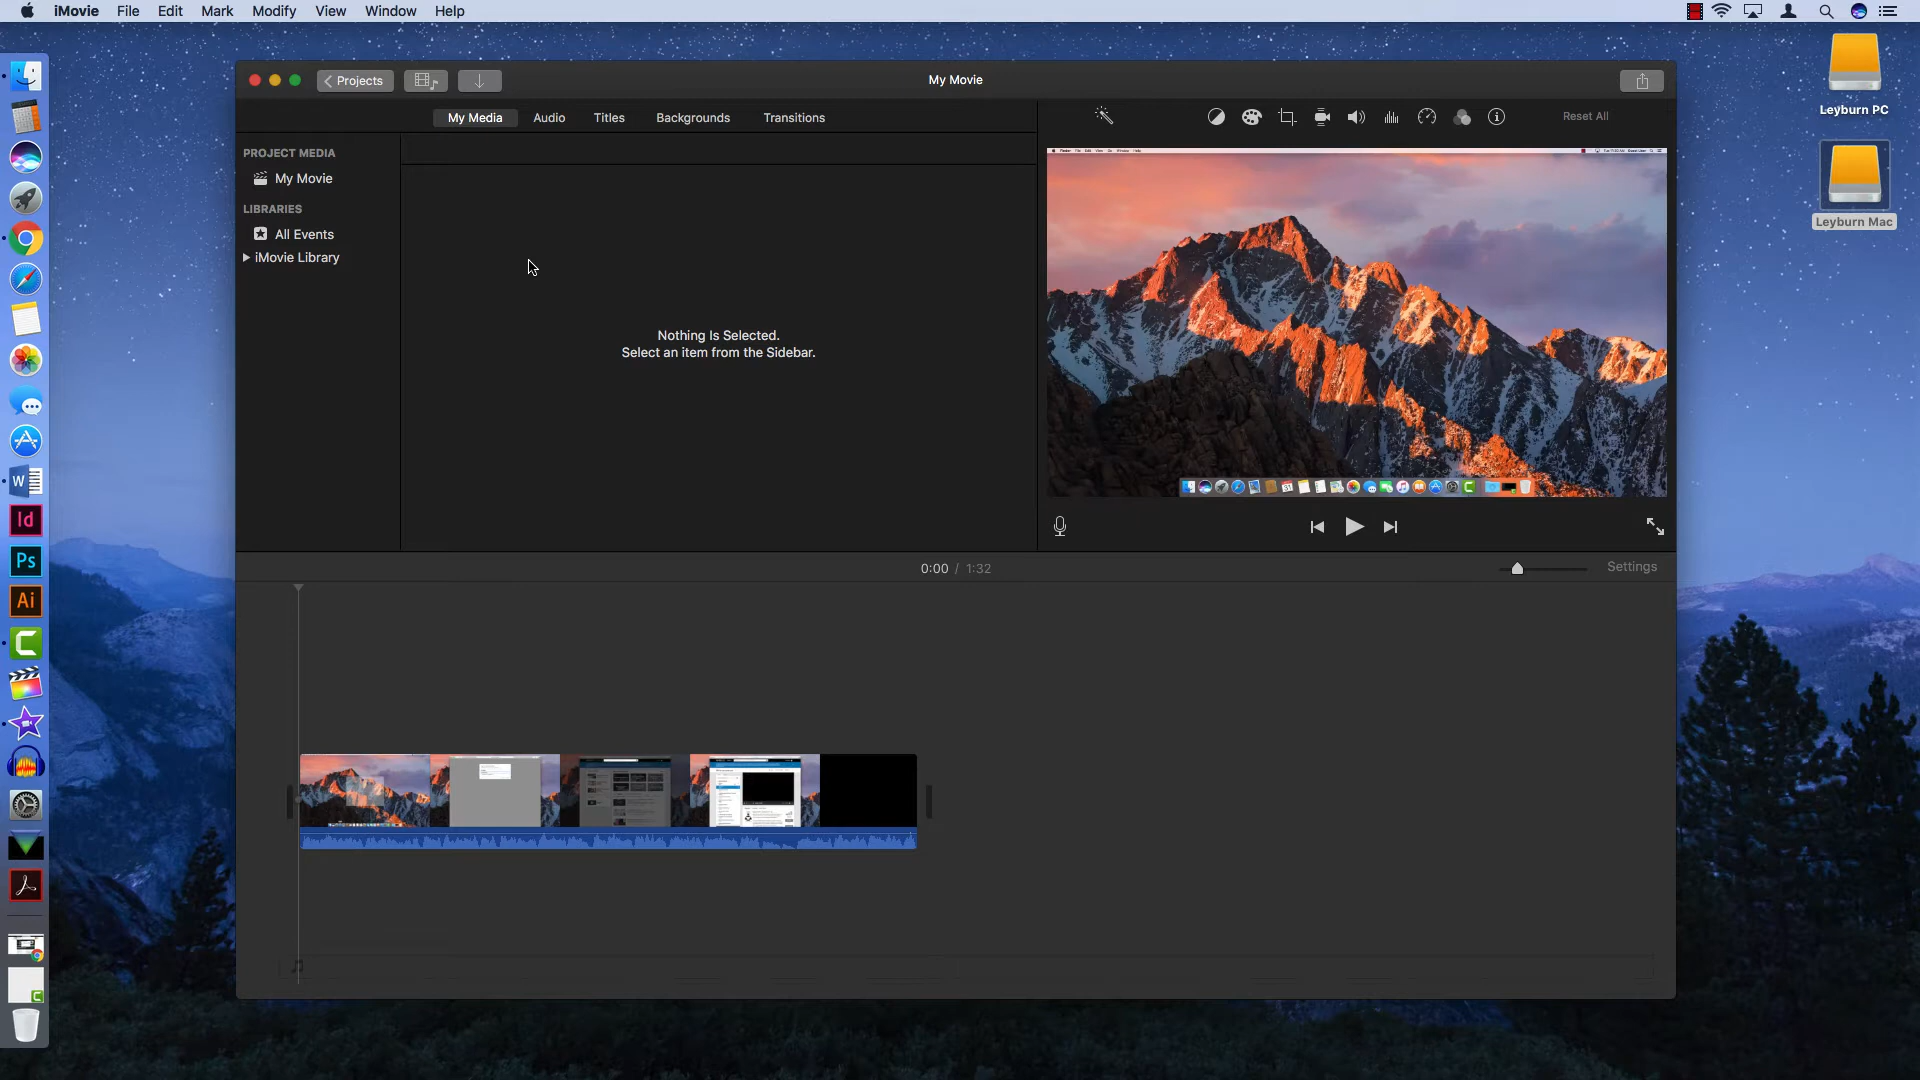 iMovie File Edit Mark Modify View Window Help
Projects
My Movie
My Media Audio Titles Backgrounds Transitions
Reset All
PROJECT MEDIA
My Movie
LIBRARIES
All Events
iMovie Library
Nothing Is Selected.
Select an item from the Sidebar.
0:00 / 1:32
Settings
Leyburn PC
Leyburn Mac
W
Id
Ps
Ai